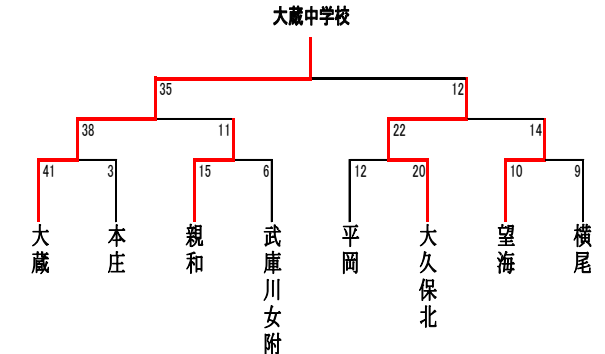 大蔵中学校
35 12
38 11 22 14
41 3 15 6 12 20 10 9
大蔵
本庄
親和
武庫川女附
平岡
大久保北
望海
横尾